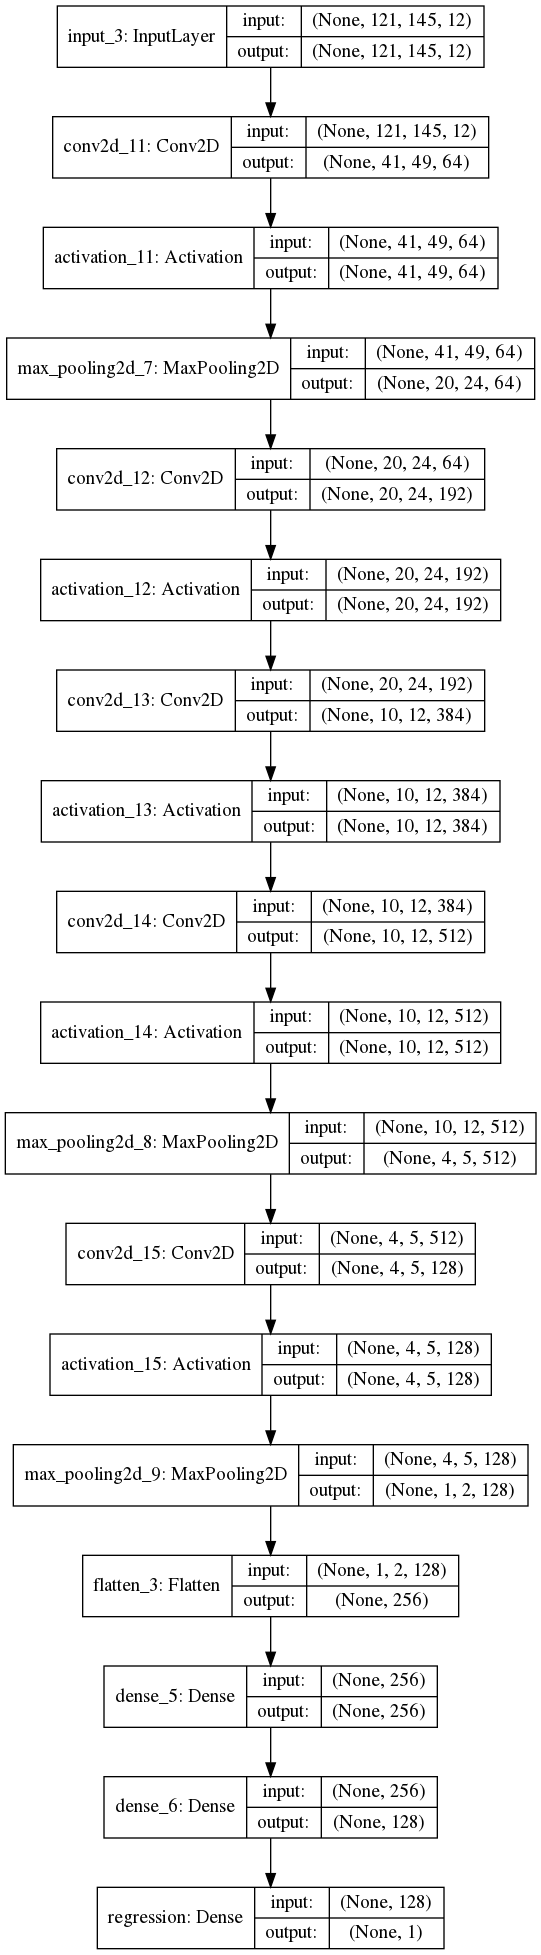 input_3: InputLayer
input: (None, 121, 145, 12)
output: (None, 121, 145, 12)
conv2d_11: Conv2D
input: (None, 121, 145, 12)
output: (None, 41, 49, 64)
activation_11: Activation
input: (None, 41, 49, 64)
output: (None, 41, 49, 64)
max_pooling2d_7: MaxPooling2D
input: (None, 41, 49, 64)
output: (None, 20, 24, 64)
conv2d_12: Conv2D
input: (None, 20, 24, 64)
output: (None, 20, 24, 192)
activation_12: Activation
input: (None, 20, 24, 192)
output: (None, 20, 24, 192)
conv2d_13: Conv2D
input: (None, 20, 24, 192)
output: (None, 10, 12, 384)
activation_13: Activation
input: (None, 10, 12, 384)
output: (None, 10, 12, 384)
conv2d_14: Conv2D
input: (None, 10, 12, 384)
output: (None, 10, 12, 512)
activation_14: Activation
input: (None, 10, 12, 512)
output: (None, 10, 12, 512)
max_pooling2d_8: MaxPooling2D
input: (None, 10, 12, 512)
output: (None, 4, 5, 512)
conv2d_15: Conv2D
input: (None, 4, 5, 512)
output: (None, 4, 5, 128)
activation_15: Activation
input: (None, 4, 5, 128)
output: (None, 4, 5, 128)
max_pooling2d_9: MaxPooling2D
input: (None, 4, 5, 128)
output: (None, 1, 2, 128)
flatten_3: Flatten
input: (None, 1, 2, 128)
output: (None, 256)
dense_5: Dense
input: (None, 256)
output: (None, 256)
dense_6: Dense
input: (None, 256)
output: (None, 128)
regression: Dense
input: (None, 128)
output: (None, 1)